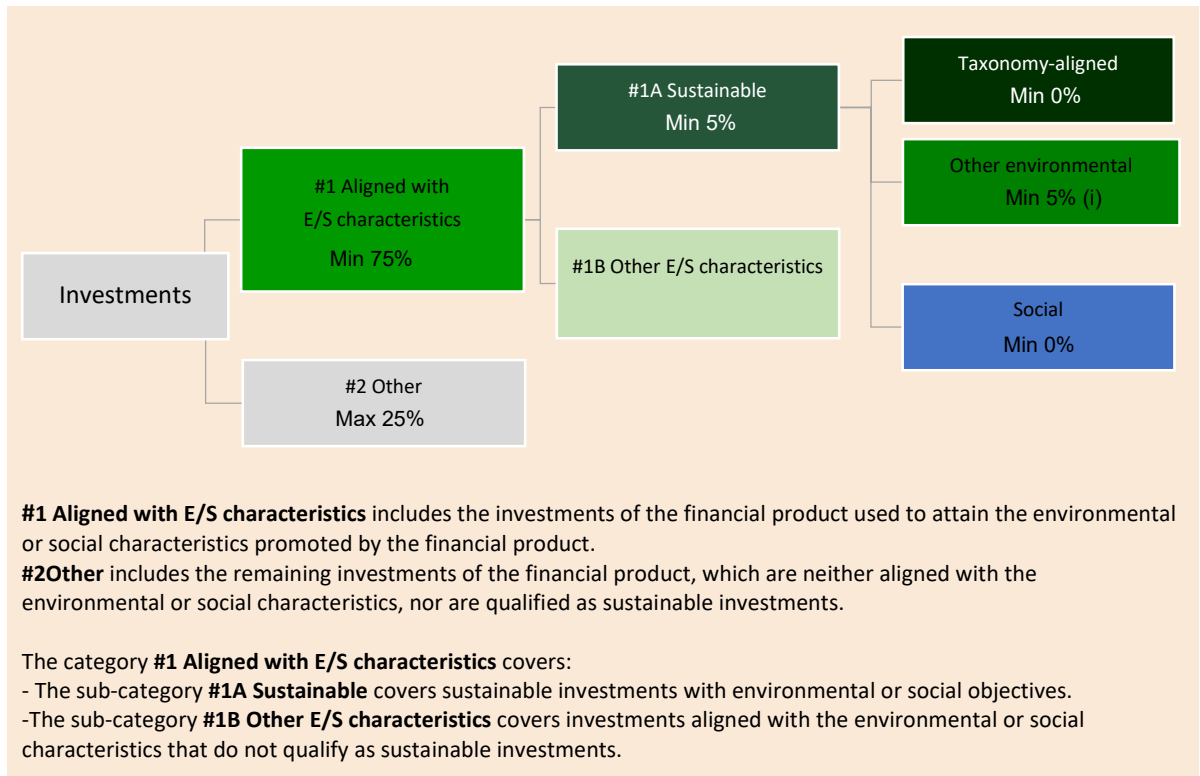 Investments
#1 Aligned with
E/S characteristics
Min 75%
#2 Other
Max 25%
#1A Sustainable
Min 5%
#1B Other E/S characteristics
Taxonomy-aligned
Min 0%
Other environmental
Min 5% (i)
Social
Min 0%
#1 Aligned with E/S characteristics includes the investments of the financial product used to attain the environmental
or social characteristics promoted by the financial product.
#2Other includes the remaining investments of the financial product, which are neither aligned with the
environmental or social characteristics, nor are qualified as sustainable investments.
The category #1 Aligned with E/S characteristics covers:
- The sub-category #1A Sustainable covers sustainable investments with environmental or social objectives.
-The sub-category #1B Other E/S characteristics covers investments aligned with the environmental or social
characteristics that do not qualify as sustainable investments.